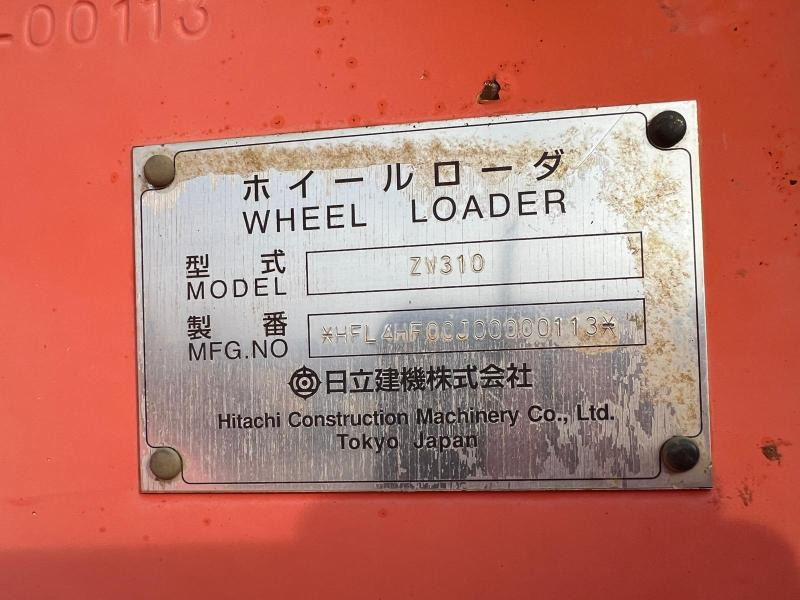 -00113
ホイールローダ
WHEEL LOADER
型式 ZW310
MODEL
製番 *HFL4HF00J00000113*
MFG.NO
日立建機株式会社
Hitachi Construction Machinery Co., Ltd.
Tokyo Japan